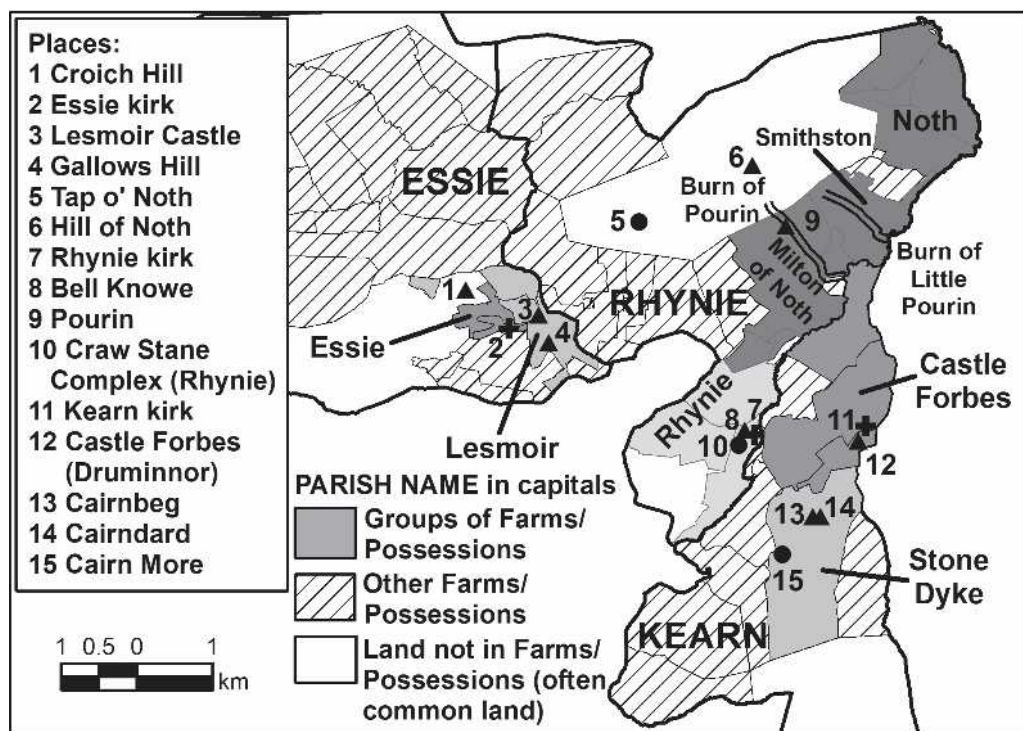 Places:
1 Croich Hill
2 Essie kirk
3 Lesmoir Castle
4 Gallows Hill
5 Tap o' Noth
6 Hill of Noth
7 Rhynie kirk
8 Bell Knowe
9 Pourin
10 Craw Stane
Complex (Rhynie)
11 Kearn kirk
12 Castle Forbes
(Druminnor)
13 Cairnbeg
14 Cairndard
15 Cairn More
1 0.5 0 1
km
PARISH NAME in capitals
Groups of Farms/
Possessions
Other Farms/
Possessions
Land not in Farms/
Possessions (often
common land)
Noth
Smithston
6
Burn of
Pourin
ESSIE
5
9
Milton
of Noth
Burn of
Little
Pourin
1
RHYNIE
3
Essie
2
4
Castle
Forbes
Rhynie
7
8
11
Lesmoir
10
12
13
14
Stone
Dyke
15
KEARN